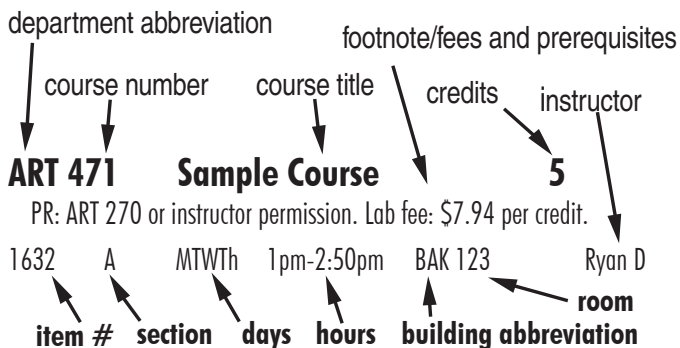 department abbreviation
footnote/fees and prerequisites
course number course title credits instructor
ART 471 Sample Course 5
PR: ART 270 or instructor permission. Lab fee: $7.94 per credit.
1632 A MTWTh 1pm-2:50pm BAK 123 Ryan D
room
item # section days hours building abbreviation